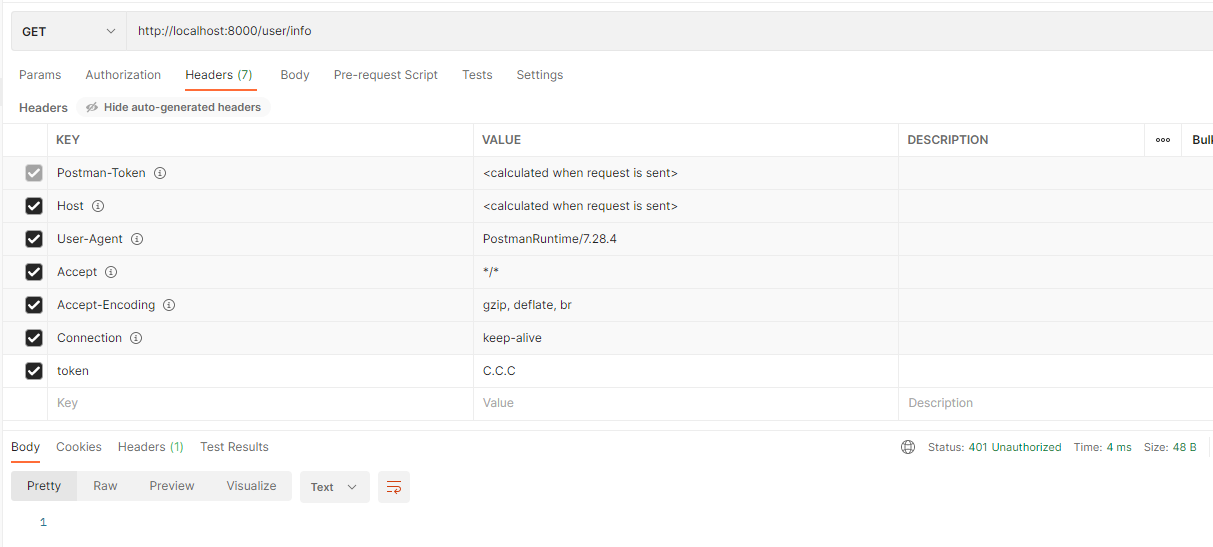 GET http://localhost:8000/user/info
Params Authorization Headers (7) Body Pre-request Script Tests Settings
Headers Hide auto-generated headers
KEY VALUE DESCRIPTION ooo Bulk
Postman-Token <calculated when request is sent>
Host <calculated when request is sent>
User-Agent PostmanRuntime/7.28.4
Accept */*
Accept-Encoding gzip, deflate, br
Connection keep-alive
token C.C.C
Key Value Description
Body Cookies Headers (1) Test Results Status: 401 Unauthorized Time: 4 ms Size: 48 B
Pretty Raw Preview Visualize Text
1